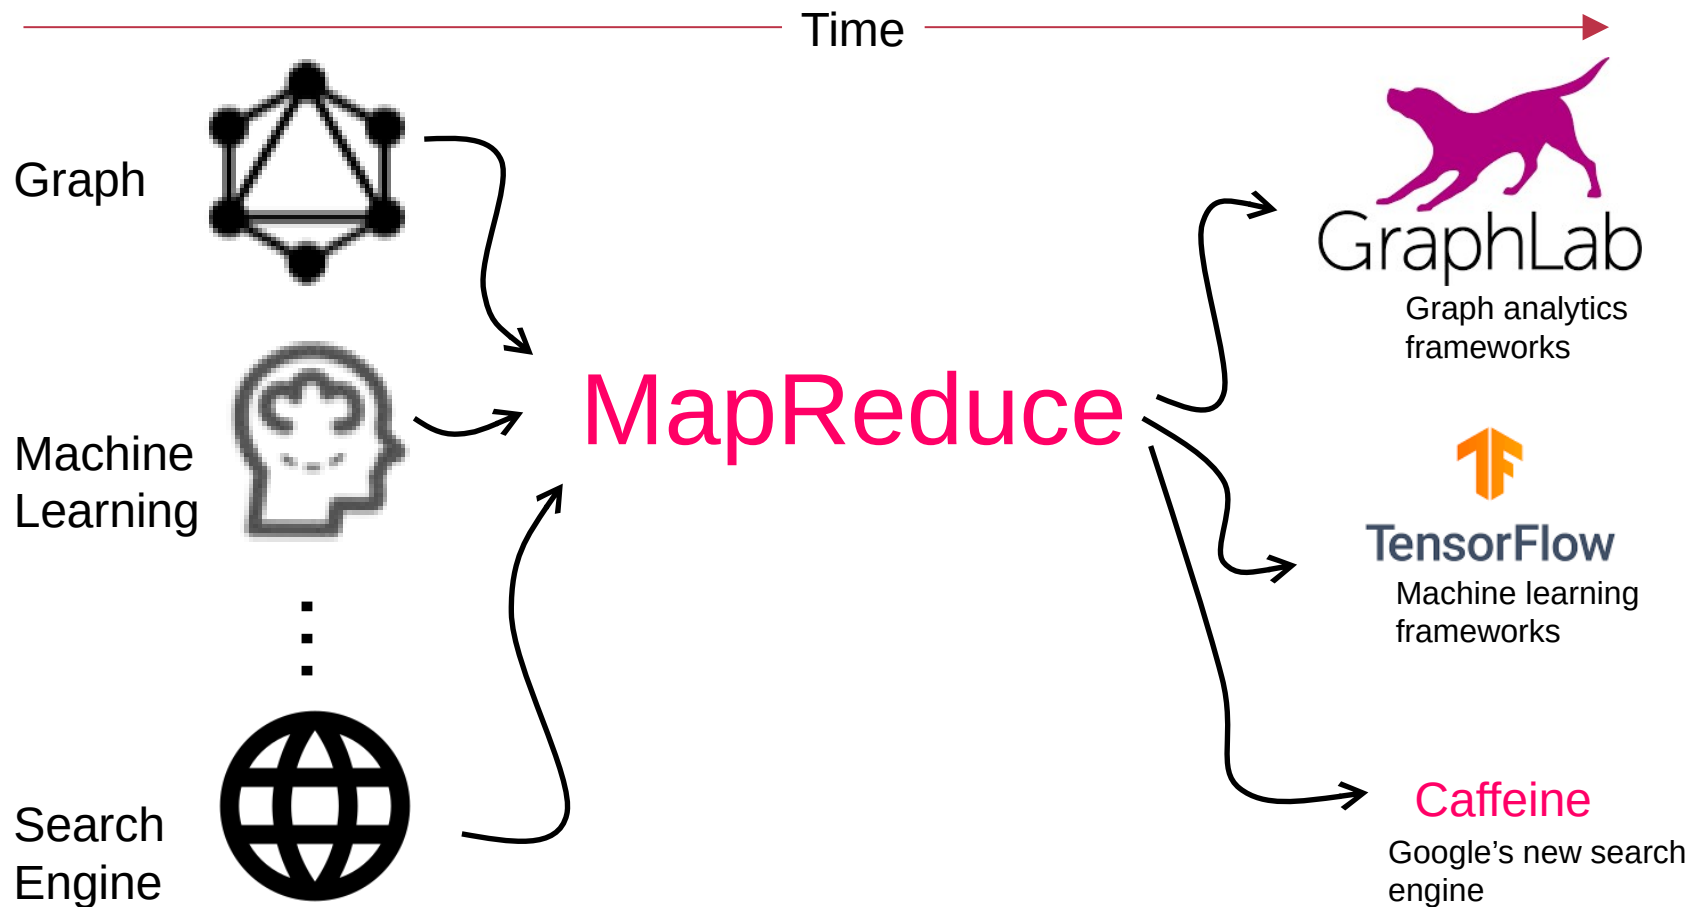 Time
Graph
Machine
Learning
Search
Engine
MapReduce
GraphLab
Graph analytics
frameworks
TensorFlow
Machine learning
frameworks
Caffeine
Google’s new search
engine